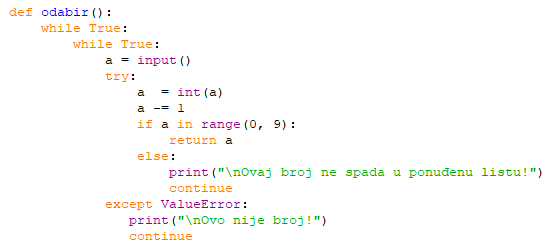 def odabir():
    while True:
        while True:
            a = input()
            try:
                a  = int(a)
                a -= 1
                if a in range(0, 9):
                    return a
                else:
                    print("\nOvaj broj ne spada u ponuđenu listu!")
                    continue
            except ValueError:
               print("\nOvo nije broj!")
               continue